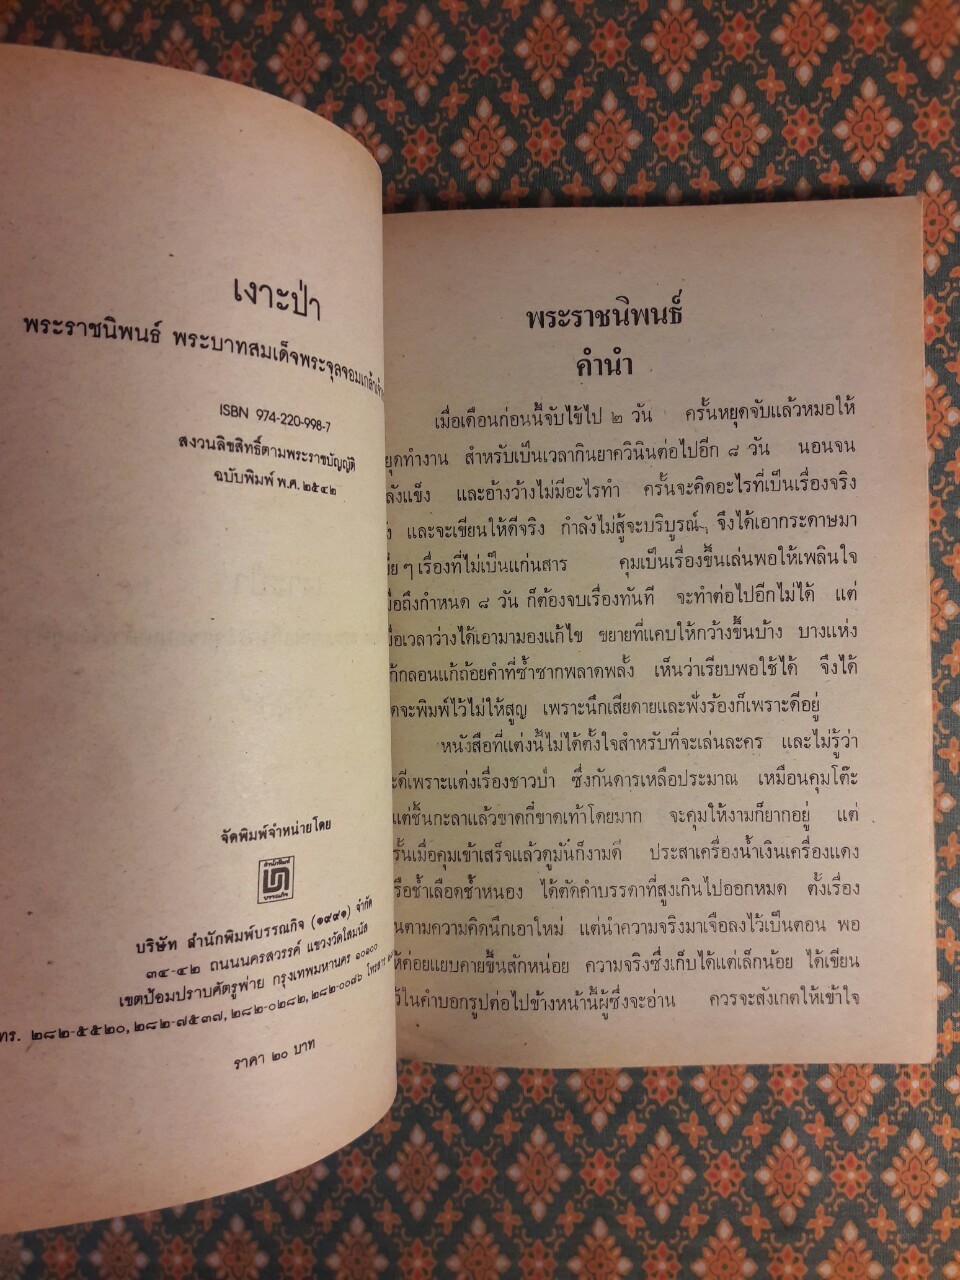 เงาะป่า
พระราชนิพนธ์ พระบาทสมเด็จพระจุลจอมเกล้าเจ้า
ISBN 974-220-998-7
สงวนลิขสิทธิ์ตามพระราชบัญญัติ
ฉบับพิมพ์ พ.ศ. ๒๕๔๒
จัดพิมพ์จำหน่ายโดย
สำนักพิมพ์
บรรณกิจ
บริษัท สำนักพิมพ์บรรณกิจ (๑๙๙๑) จำกัด
๓๔-๔๒ ถนนนครสวรรค์ แขวงวัดโสมนัส
เขตป้อมปราบศัตรูพ่าย กรุงเทพมหานคร ๑๐๑๐๐
โทร. ๒๘๒-๕๕๒๐, ๒๘๒-๗๕๓๗, ๒๘๒-๐๒๘๒, ๒๘๒-๐๐๙๖ โทรสาร
ราคา ๒๐ บาท
พระราชนิพนธ์
คำนำ
เมื่อเดือนก่อนนี้จับไข้ไป ๒ วัน ครั้นหยุดจับแล้วหมอให้
ยุดทำงาน สำหรับเป็นเวลากินยาควินินต่อไปอีก ๘ วัน นอนจน
ลังแข็ง และอ้างว้างไม่มีอะไรทำ ครั้นจะคิดอะไรที่เป็นเรื่องจริง
และจะเขียนให้ดีจริง กำลังไม่สู้จะบริบูรณ์ จึงได้เอากระดาษมา
ๆ เรื่องที่ไม่เป็นแก่นสาร คุมเป็นเรื่องขึ้นเล่นพอให้เพลินใจ
ถึงกำหนด ๘ วัน ก็ต้องจบเรื่องทันที จะทำต่อไปอีกไม่ได้ แต่
เวลาว่างได้เอามามองแก้ไข ขยายที่แคบให้กว้างขึ้นบ้าง บางแห่ง
ก้กลอนแก้ถ้อยคำที่ซ้ำซากพลาดพลั้ง เห็นว่าเรียบพอใช้ได้ จึงได้
ดจะพิมพ์ไว้ไม่ให้สูญ เพราะนึกเสียดายและฟังร้องก็เพราะดีอยู่
หนังสือที่แต่งนี้ไม่ได้ตั้งใจสำหรับที่จะเล่นละคร และไม่รู้ว่า
ะดีเพราะแต่งเรื่องชาวป่า ซึ่งกันดารเหลือประมาณ เหมือนคุมโต๊ะ
แต่ชั้นกะลาแล้วขาดกี่ขาดเท้าโดยมาก จะคุมให้งามก็ยากอยู่ แต่
รั้นเมื่อคุมเข้าเสร็จแล้วดูมันก็งามดี ประสาเครื่องน้ำเงินเครื่องแดง
รือช้ำเลือดช้ำหนอง ได้ตัดคำบรรดาที่สูงเกินไปออกหมด ตั้งเรื่อง
นตามความคิดนึกเอาใหม่ แต่นำความจริงมาเจือลงไว้เป็นตอน พอ
ให้ค่อยแยบคายขึ้นสักหน่อย ความจริงซึ่งเก็บได้แต่เล็กน้อย ได้เขียน
ไว้ในคำบอกรูปต่อไปข้างหน้านี้ผู้ซึ่งจะอ่าน ควรจะสังเกตให้เข้าใจ